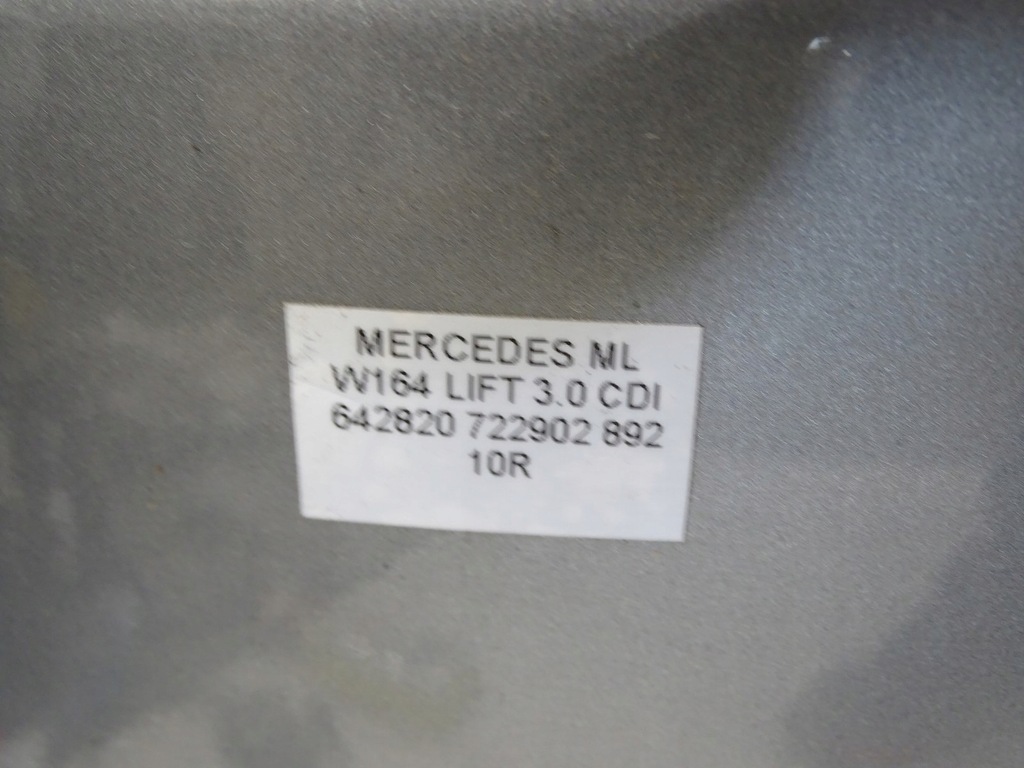 MERCEDES ML
W164 LIFT 3.0 CDI
642820 722902 892
10R